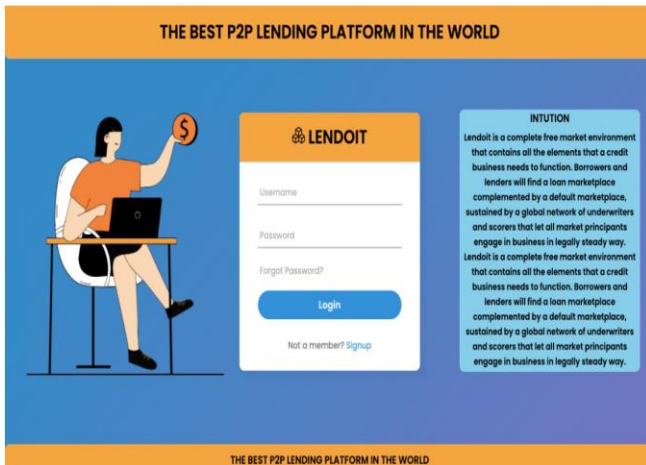 THE BEST P2P LENDING PLATFORM IN THE WORLD
$
LENDOIT
Username
Password
Forgot Password?
Login
Not a member? Signup
INTUTION
Lendoit is a complete free market environment
that contains all the elements that a credit
business needs to function. Borrowers and
lenders will find a loan marketplace
complemented by a default marketplace,
sustained by a global network of underwriters
and scorers that let all market principants
engage in business in legally steady way.
Lendoit is a complete free market environment
that contains all the elements that a credit
business needs to function. Borrowers and
lenders will find a loan marketplace
complemented by a default marketplace,
sustained by a global network of underwriters
and scorers that let all market principants
engage in business in legally steady way.
THE BEST P2P LENDING PLATFORM IN THE WORLD